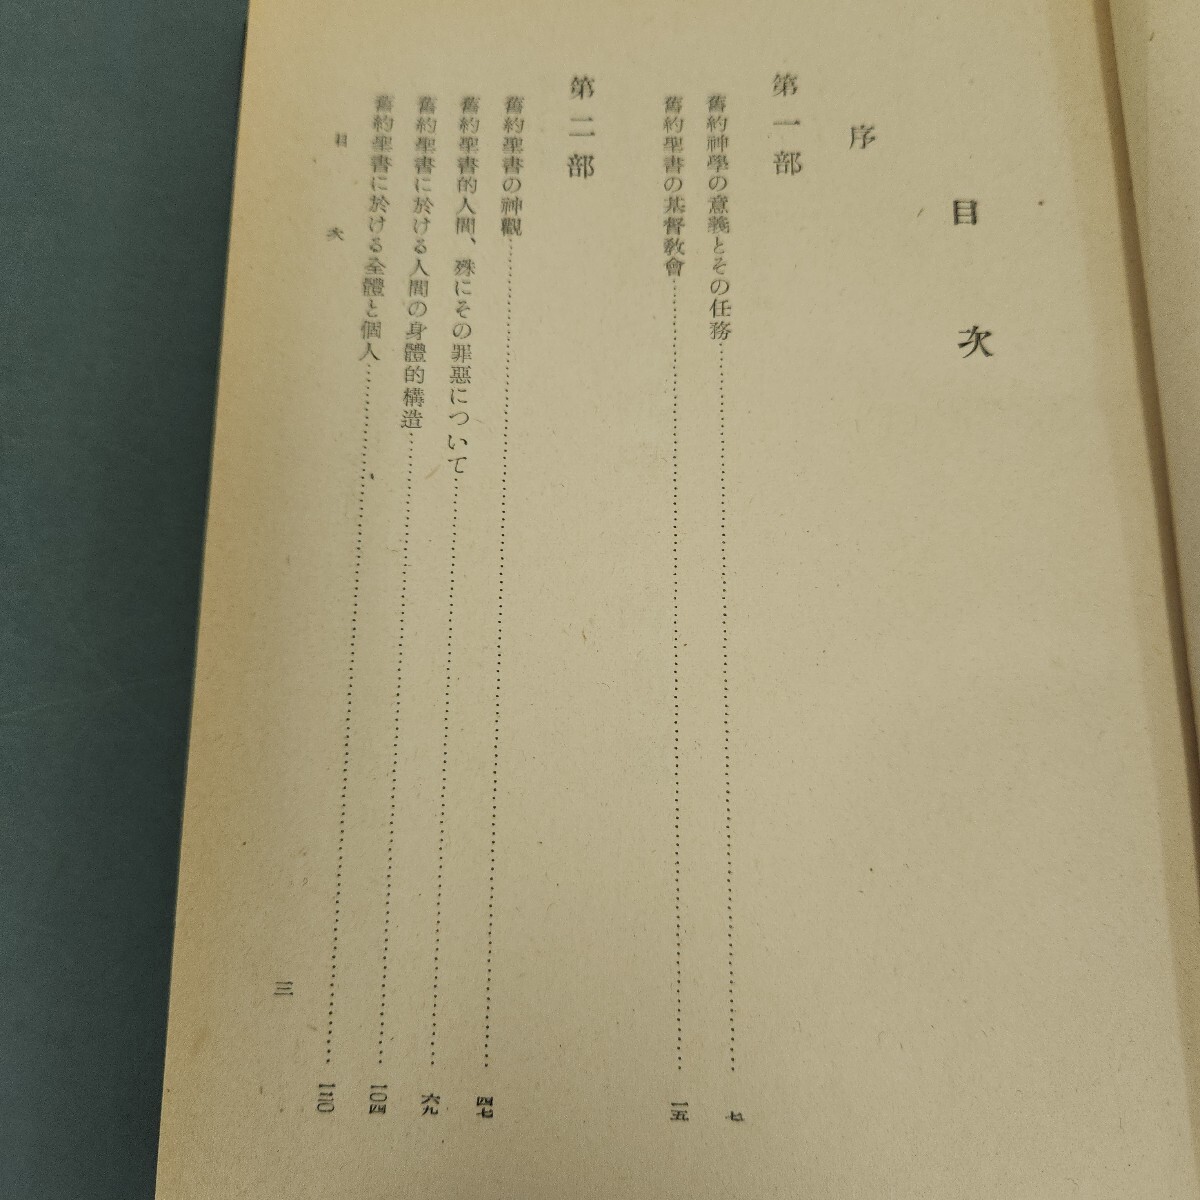 目次
序
第一部
舊約神學の意義とその任務……七
舊約聖書の基督教會……一五
第二部
舊約聖書の神觀……四七
舊約聖書的人間、殊にその罪惡について……六九
舊約聖書に於ける人間の身體的構造……一〇四
舊約聖書に於ける全體と個人……一三〇
目次
三